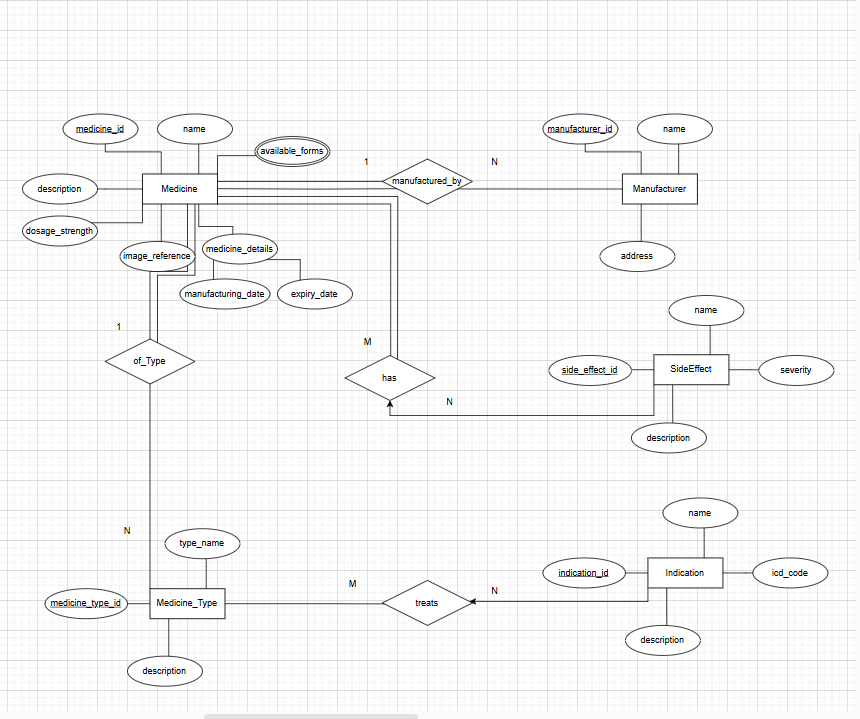 medicine_id
name
manufacturer_id
name
available_forms
1
N
manufactured_by
description
Medicine
Manufacturer
dosage_strength
image_reference
medicine_details
address
manufacturing_date
expiry_date
name
1
M
of_Type
has
side_effect_id
SideEffect
severity
N
description
name
N
type_name
indication_id
Indication
icd_code
M
N
medicine_type_id
Medicine_Type
treats
description
description